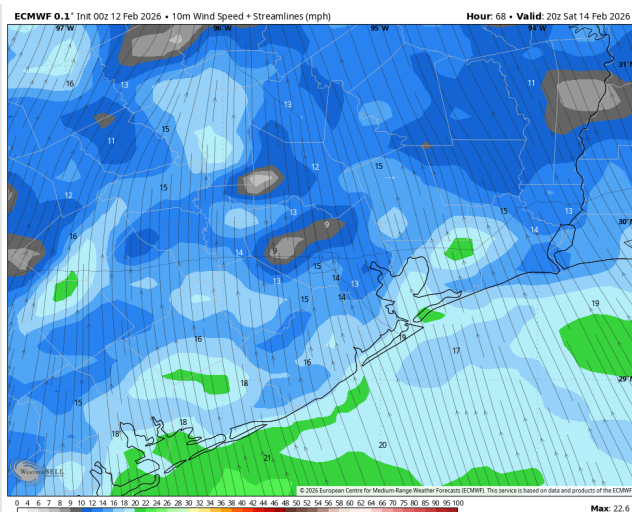 ECMWF 0.1° Init 00z 12 Feb 2026 • 10m Wind Speed + Streamlines (mph)
Hour: 68 • Valid: 20z Sat 14 Feb 2026
97°W 96°W 95°W 94°W
31°N
16 13 11
13
15
11
12 15
12 15
13 15 13
9
16 14 14
9 15
13 14 13
15 14
30°N
19
16 19
17
16
18
29°N
15
18 18
20
21
WeatherBELL
© 2026 European Centre for Medium-Range Weather Forecasts (ECMWF). This service is based on data and products of the ECMWF
0 4 6 7 8 9 10 12 14 16 18 20 22 24 26 28 30 32 34 36 38 40 42 44 46 48 50 52 54 56 58 60 65 70 75 80 85 90 95 100
Max: 22.6